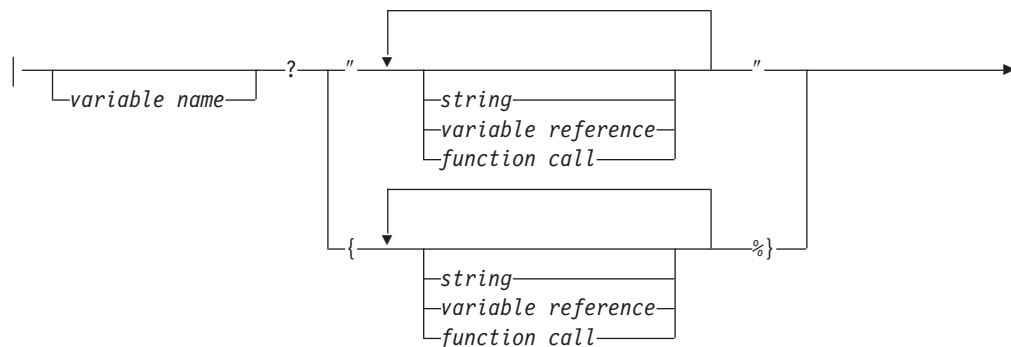 ? " "
variable name
string
variable reference
function call
{ %}
string
variable reference
function call